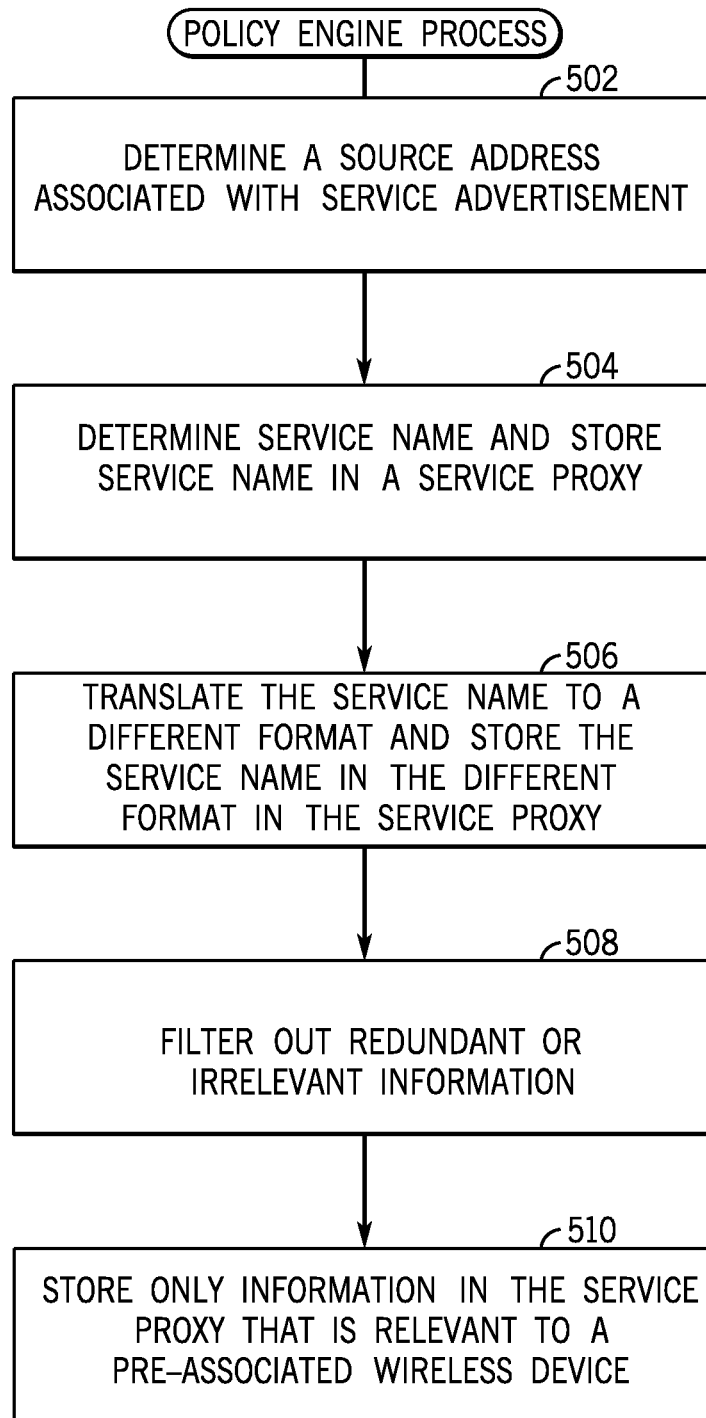 POLICY ENGINE PROCESS
502
DETERMINE A SOURCE ADDRESS
ASSOCIATED WITH SERVICE ADVERTISEMENT
504
DETERMINE SERVICE NAME AND STORE
SERVICE NAME IN A SERVICE PROXY
506
TRANSLATE THE SERVICE NAME TO A
DIFFERENT FORMAT AND STORE THE
SERVICE NAME IN THE DIFFERENT
FORMAT IN THE SERVICE PROXY
508
FILTER OUT REDUNDANT OR
IRRELEVANT INFORMATION
510
STORE ONLY INFORMATION IN THE SERVICE
PROXY THAT IS RELEVANT TO A
PRE–ASSOCIATED WIRELESS DEVICE